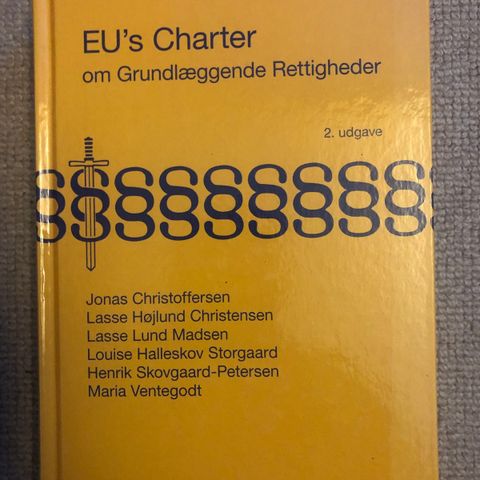 EU's Charter
om Grundlæggende Rettigheder
2. udgave
§§§§§§§§§
Jonas Christoffersen
Lasse Højlund Christensen
Lasse Lund Madsen
Louise Halleskov Storgaard
Henrik Skovgaard-Petersen
Maria Ventegodt